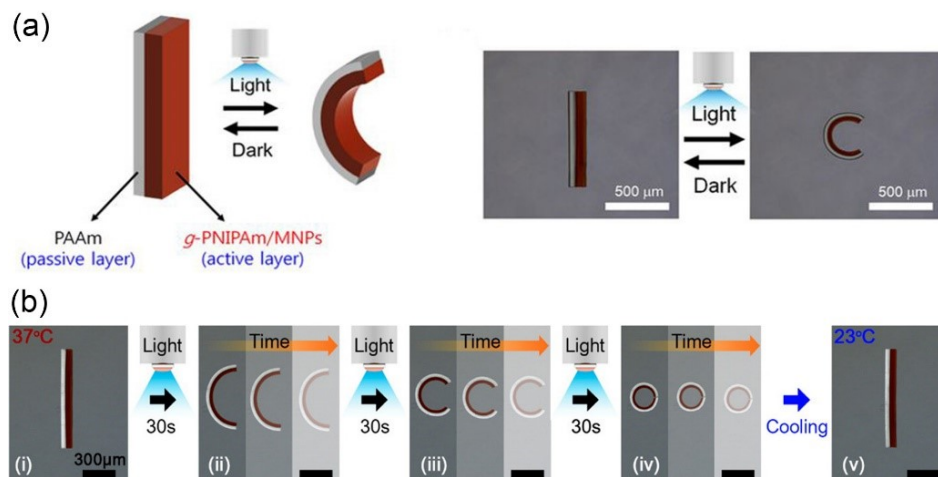 (a)
Light
Dark
PAAm
(passive layer)
g-PNIPAm/MNPs
(active layer)
Light
Dark
500 μm
500 μm
(b)
37°C
Light
30s
Time
Light
30s
Time
Light
30s
Time
Cooling
23°C
(i)
300μm
(ii)
(iii)
(iv)
(v)